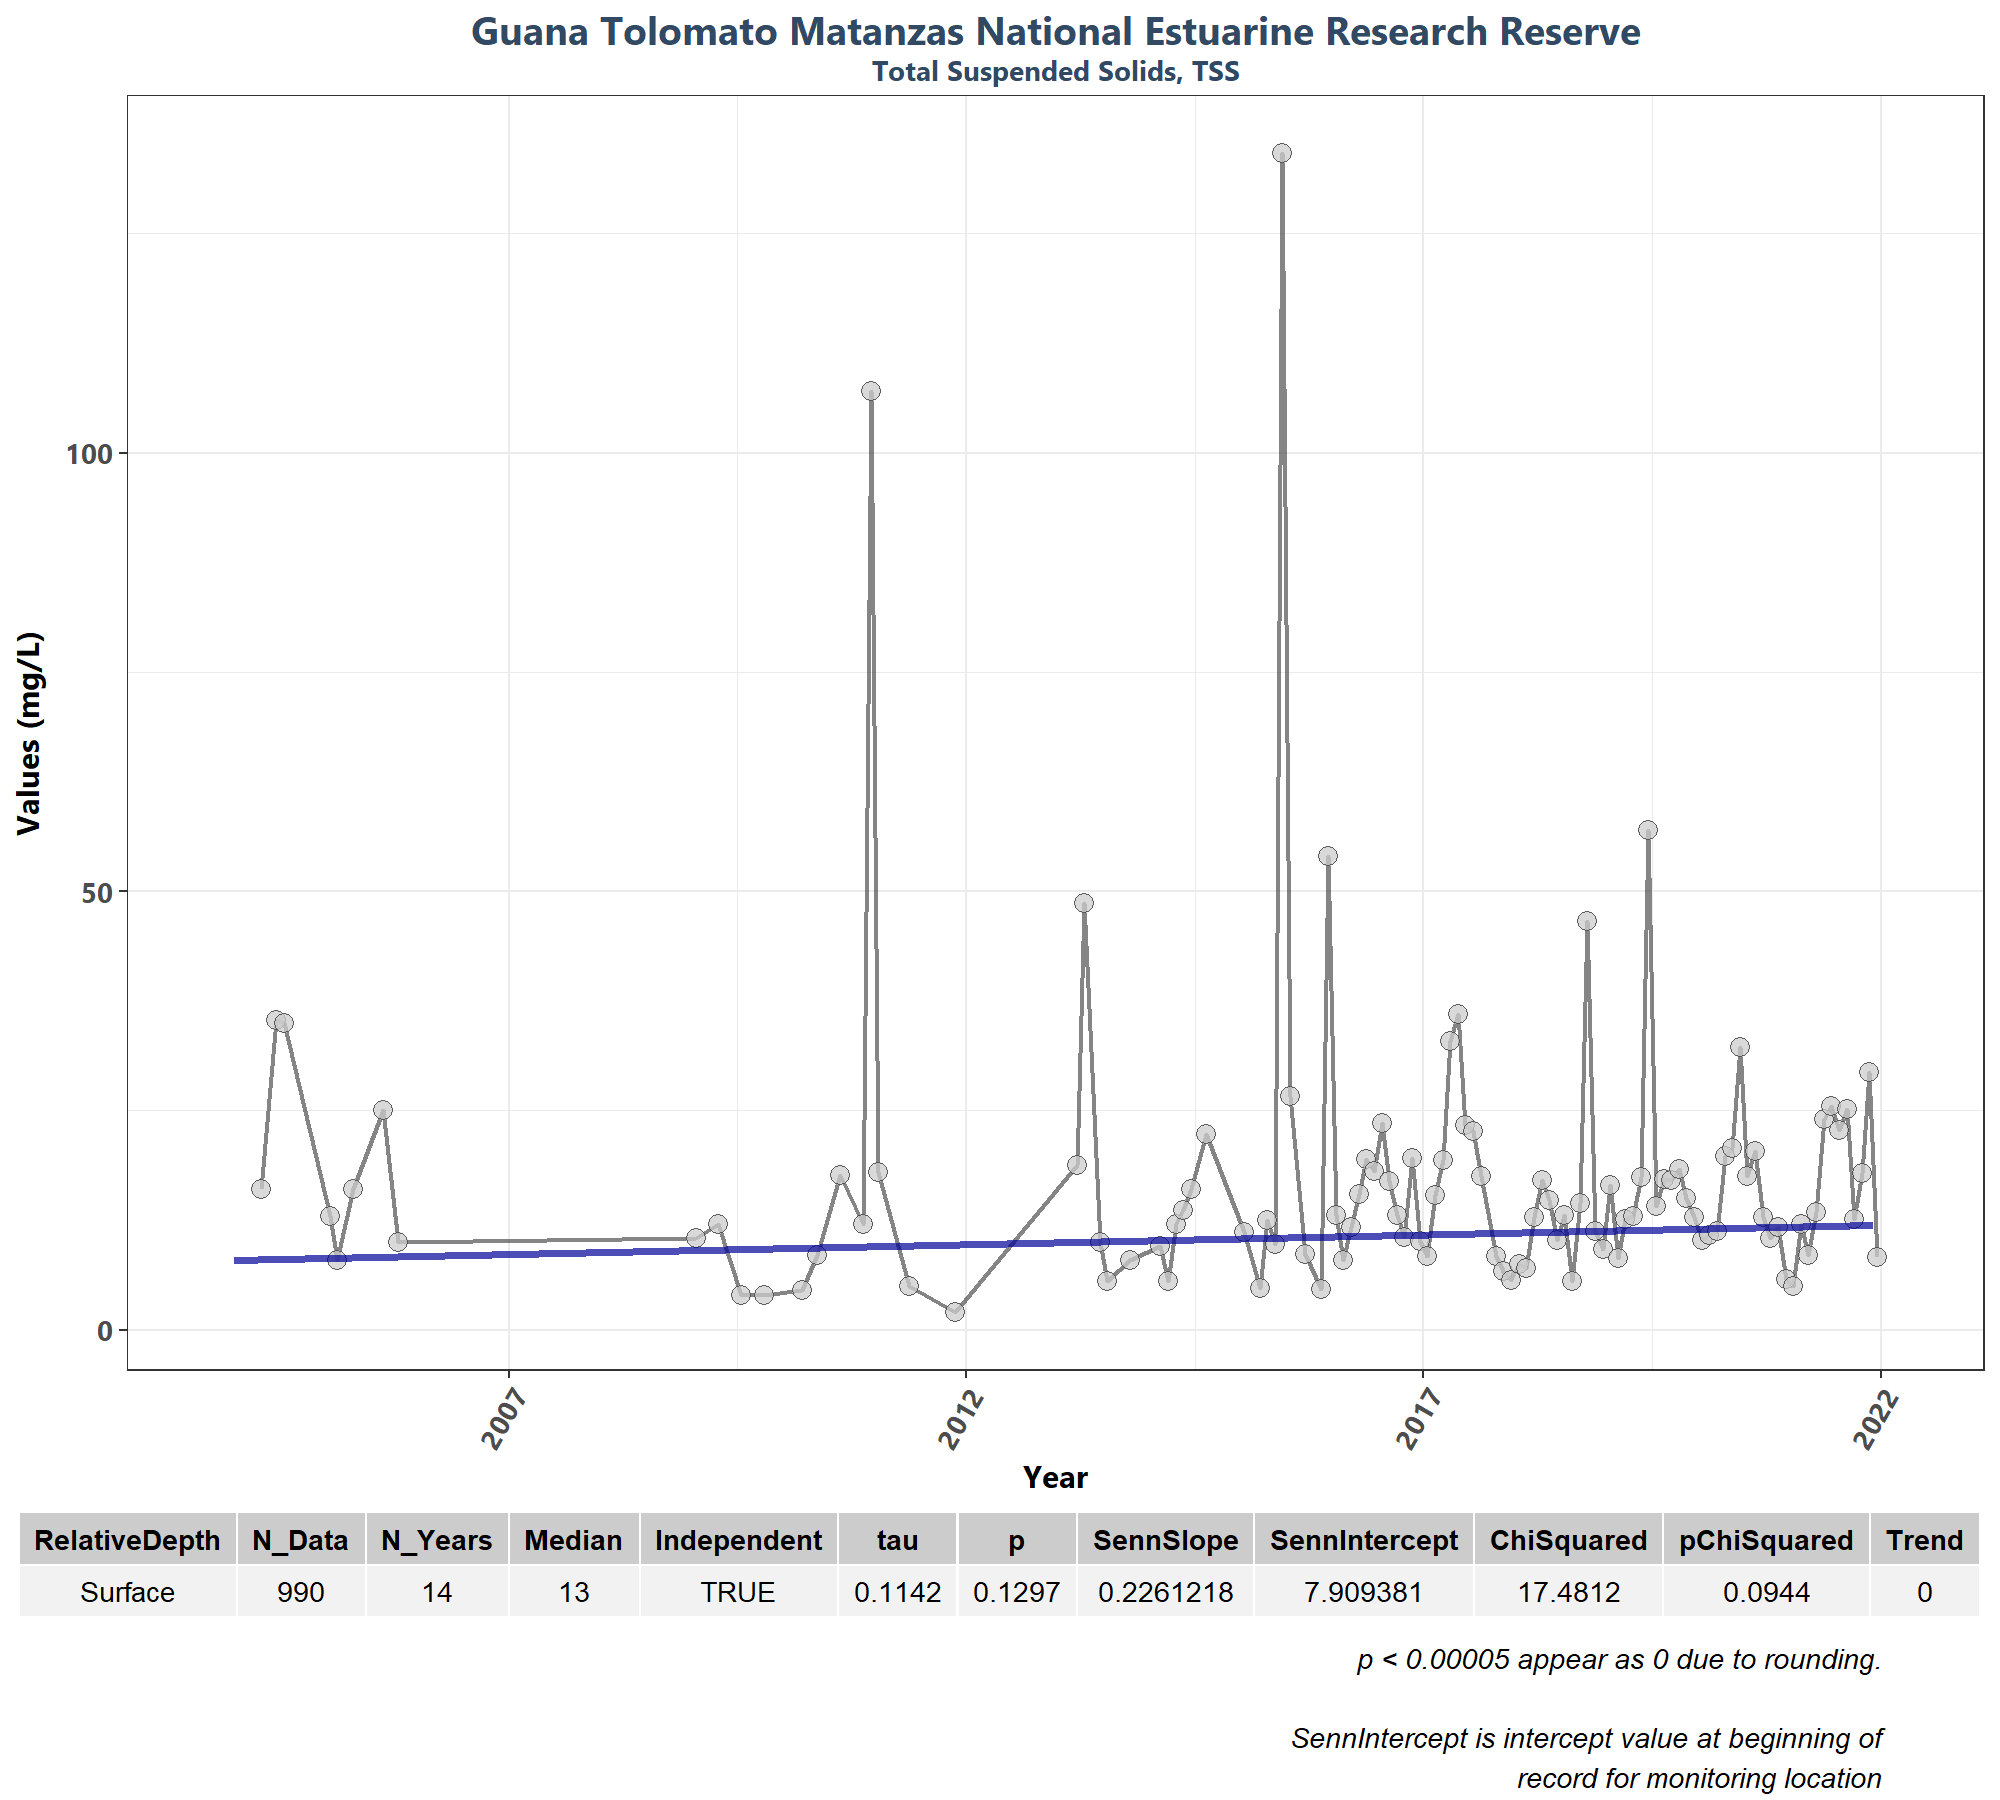 Guana Tolomato Matanzas National Estuarine Research Reserve
Total Suspended Solids, TSS
Values (mg/L)
100
50
0
2007
2012
2017
2022
Year
RelativeDepth N_Data N_Years Median Independent tau p SennSlope SennIntercept ChiSquared pChiSquared Trend
Surface 990 14 13 TRUE 0.1142 0.1297 0.2261218 7.909381 17.4812 0.0944 0
p < 0.00005 appear as 0 due to rounding.
SennIntercept is intercept value at beginning of
record for monitoring location